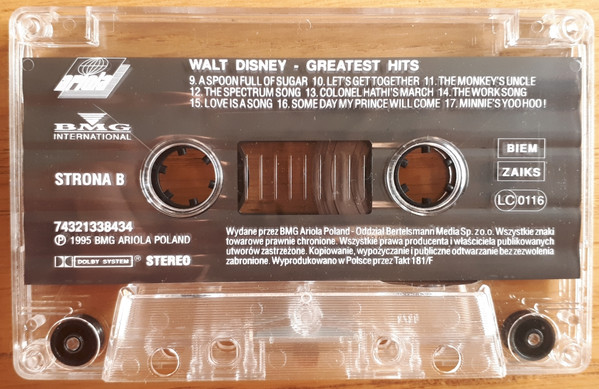 ariola
WALT DISNEY - GREATEST HITS
9. A SPOON FULL OF SUGAR 10. LET'S GET TOGETHER 11. THE MONKEY'S UNCLE
12. THE SPECTRUM SONG 13. COLONEL HATHI'S MARCH 14. THE WORK SONG
15. LOVE IS A SONG 16. SOME DAY MY PRINCE WILL COME 17. MINNIE'S YOO HOO!
BMG
INTERNATIONAL
STRONA B
BIEM
ZAIKS
LC 0116
74321338434
Ⓟ 1995 BMG ARIOLA POLAND
DOLBY SYSTEM ® STEREO
Wydane przez BMG Ariola Poland - Oddział Bertelsmann Media Sp. zo.o. Wszystkie znaki
towarowe prawnie chronione. Wszystkie prawa producenta i właściciela publikowanych
utworów zastrzeżone. Kopiowanie, wypożyczanie i publiczne odtwarzanie bez zezwolenia
zabronione. Wyprodukowano w Polsce przez Takt 181/F